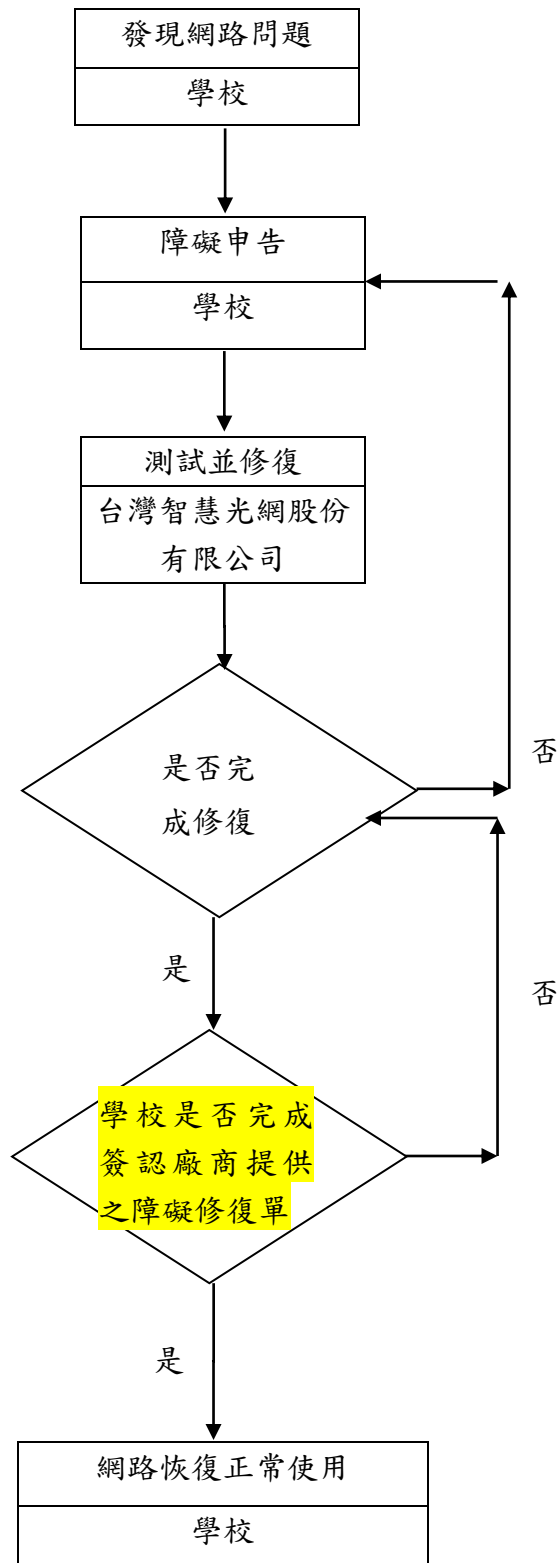 發現網路問題
學校
障礙申告
學校
測試並修復
台灣智慧光網股份
有限公司
是否完
成修復
否
是
否
學校是否完成
簽認廠商提供
之障礙修復單
是
網路恢復正常使用
學校